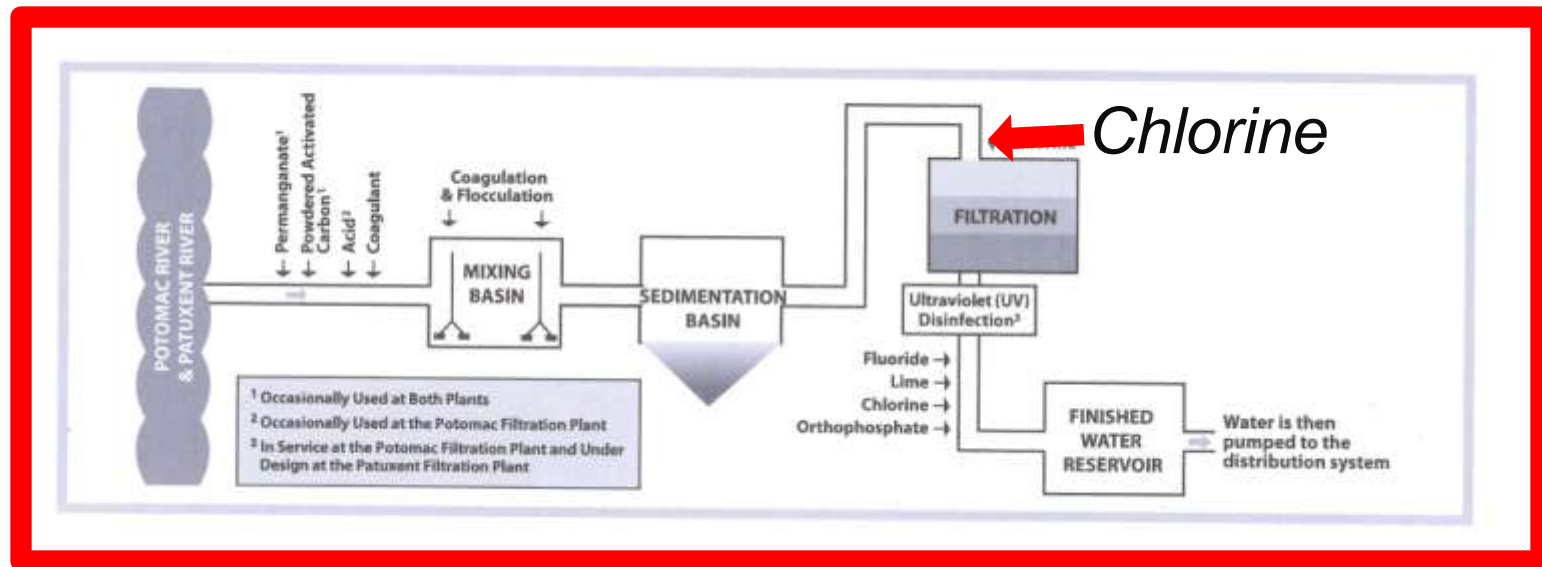 POTOMAC RIVER
& PATUXENT RIVER
Permanganate¹
Powdered Activated
Carbon¹
Acid²
Coagulant
Coagulation
& Flocculation
MIXING
BASIN
SEDIMENTATION
BASIN
Chlorine
FILTRATION
Ultraviolet (UV)
Disinfection³
Fluoride
Lime
Chlorine
Orthophosphate
FINISHED
WATER
RESERVOIR
Water is then
pumped to the
distribution system
¹ Occasionally Used at Both Plants
² Occasionally Used at the Potomac Filtration Plant
³ In Service at the Potomac Filtration Plant and Under
Design at the Patuxent Filtration Plant